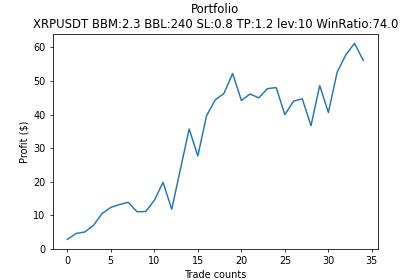 Portfolio
XRPUSDT BBM:2.3 BBL:240 SL:0.8 TP:1.2 lev:10 WinRatio:74.0
Profit ($)
60
50
40
30
20
10
0
0 5 10 15 20 25 30 35
Trade counts